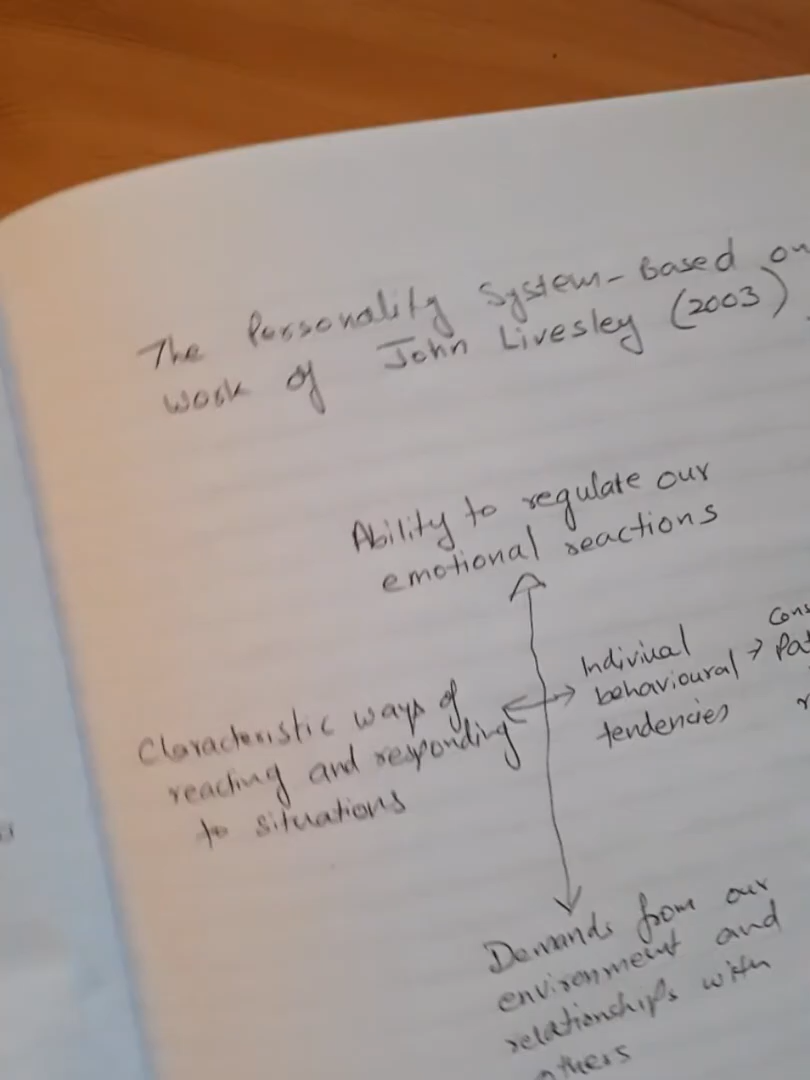 The Personality System- Based on
work of John Livesley (2003)
Ability to regulate our
emotional reactions
Characteristic ways of
reacting and responding
to situations
Indiviual
behavioural →
tendencies
Demands from our
environment and
relationships with
others